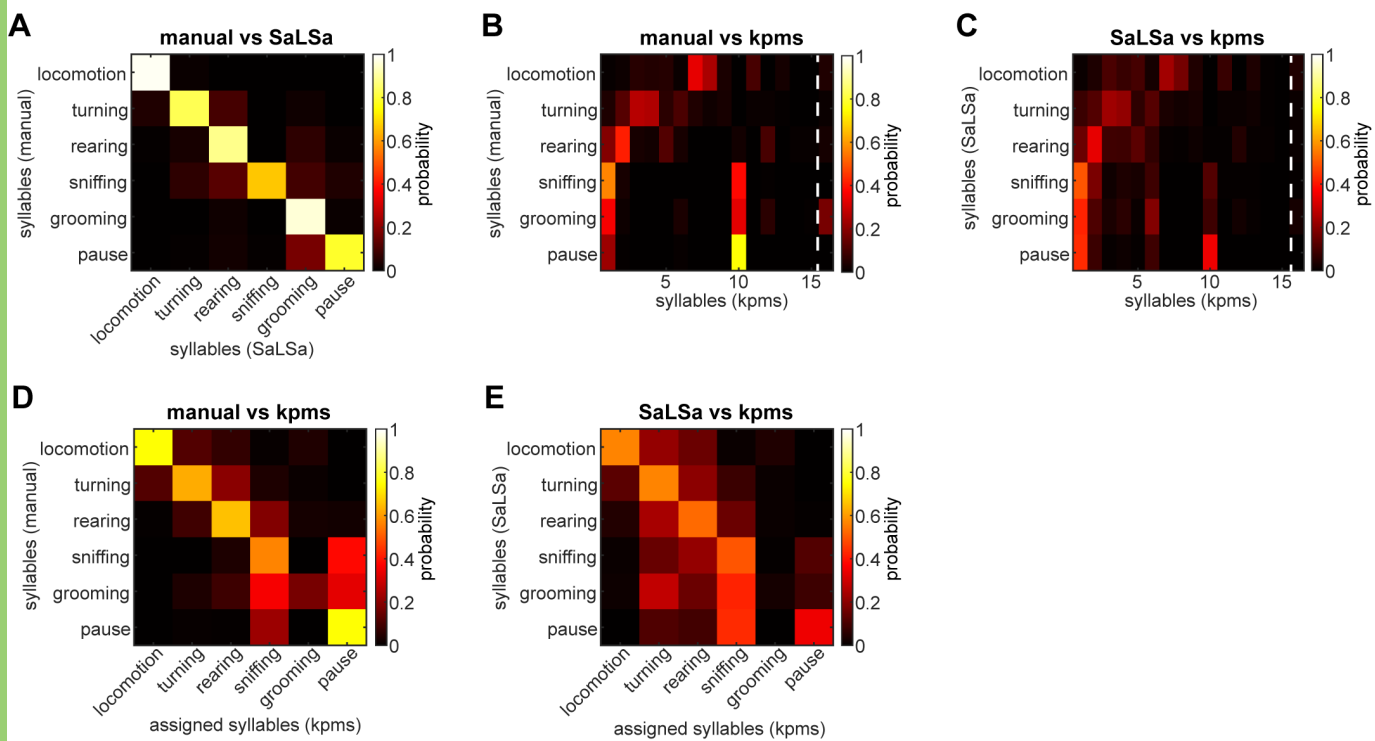 A
manual vs SaLSa
syllables (manual)
locomotion
turning
rearing
sniffing
grooming
pause
locomotion
turning
rearing
sniffing
grooming
pause
syllables (SaLSa)
1
0.8
0.6
0.4
0.2
0
probability
B
manual vs kpms
syllables (manual)
locomotion
turning
rearing
sniffing
grooming
pause
5
10
15
syllables (kpms)
1
0.8
0.6
0.4
0.2
0
probability
C
SaLSa vs kpms
syllables (SaLSa)
locomotion
turning
rearing
sniffing
grooming
pause
5
10
15
syllables (kpms)
1
0.8
0.6
0.4
0.2
0
probability
D
manual vs kpms
syllables (manual)
locomotion
turning
rearing
sniffing
grooming
pause
locomotion
turning
rearing
sniffing
grooming
pause
assigned syllables (kpms)
1
0.8
0.6
0.4
0.2
0
probability
E
SaLSa vs kpms
syllables (SaLSa)
locomotion
turning
rearing
sniffing
grooming
pause
locomotion
turning
rearing
sniffing
grooming
pause
assigned syllables (kpms)
1
0.8
0.6
0.4
0.2
0
probability